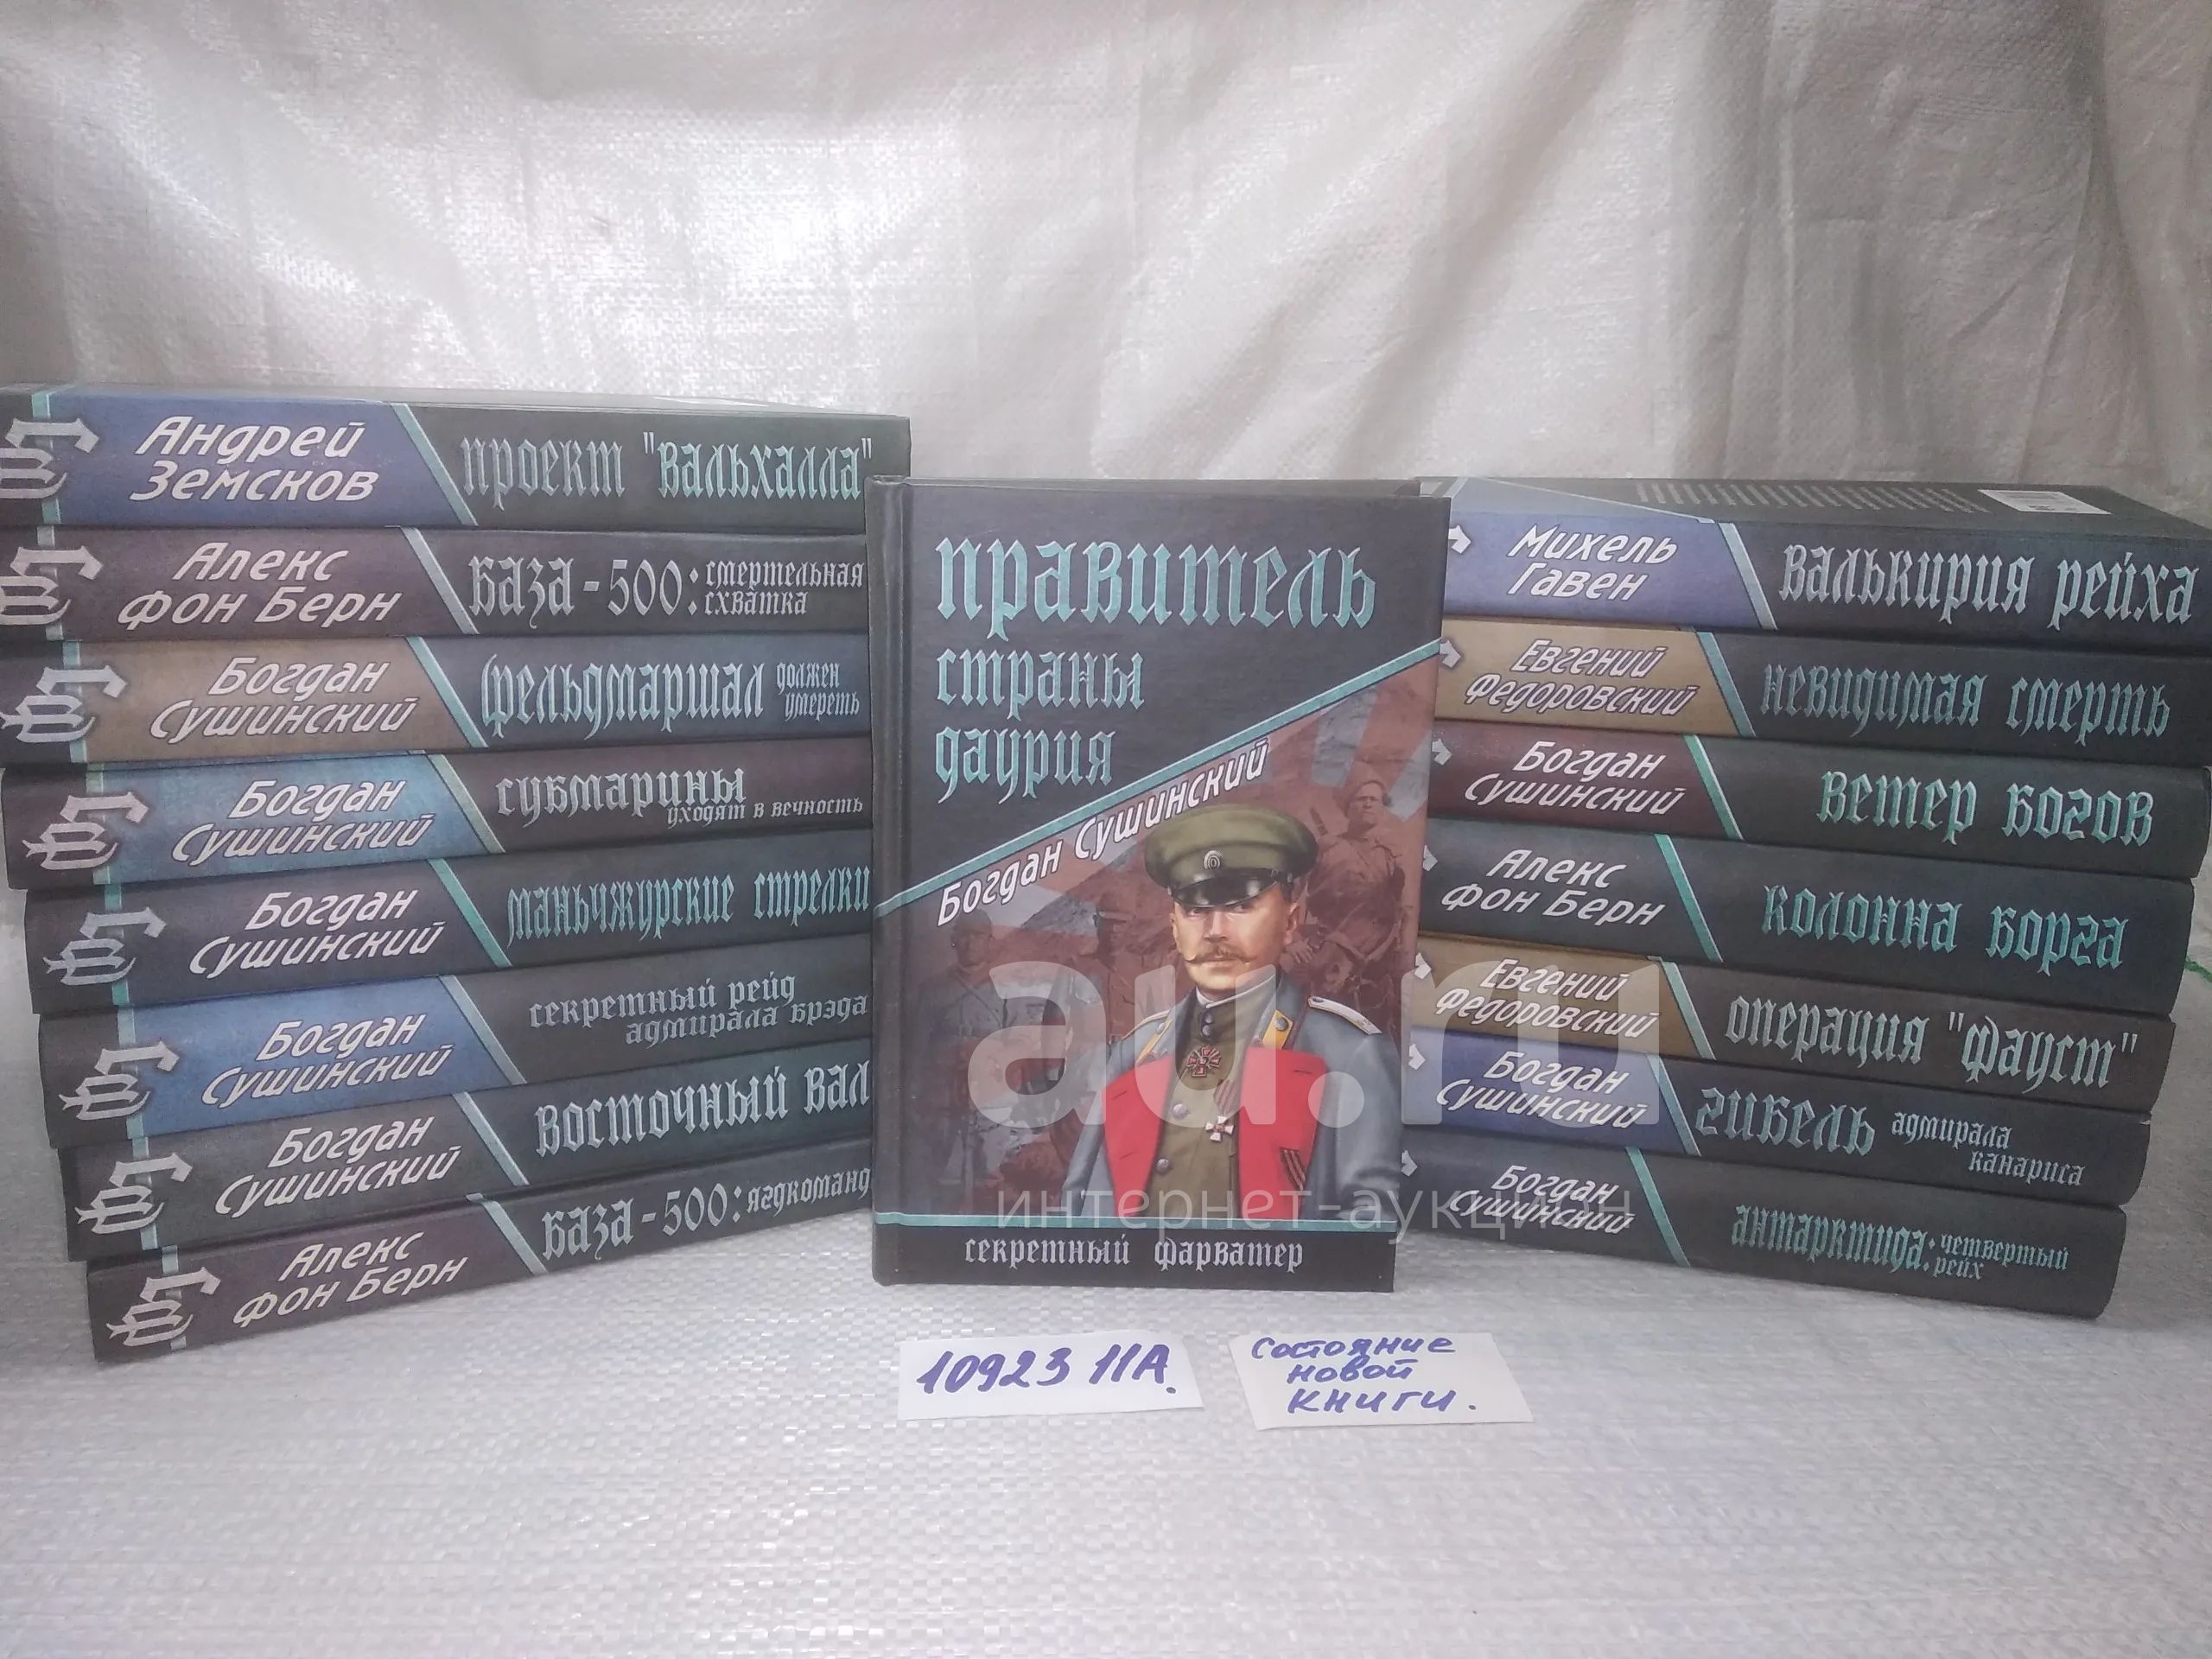 Андрей
Земсков
проект "вальхалла"
Алекс
фон Берн
База-500: смертельная
схватка
Богдан
Сушинский
фельдмаршал должен
умереть
Богдан
Сушинский
субмарины
уходят в вечность
Богдан
Сушинский
маньчжурские стрелки
Богдан
Сушинский
секретный рейд
адмирала брэда
Богдан
Сушинский
восточный вал
Алекс
фон Берн
База-500: ягдкоманд
правитель
страны
даурия
Богдан Сушинский
au.ru
интернет-аукцион
секретный фарватер
Михель
Гавен
валькирия рейха
Евгений
Федоровский
невидимая смерть
Богдан
Сушинский
ветер богов
Алекс
фон Берн
колонна борга
Евгений
Федоровский
операция "фауст"
Богдан
Сушинский
гибель адмирала
канариса
Богдан
Сушинский
антарктида: четвертый
рейх
10923 11А.
Состояние
новой
книги.